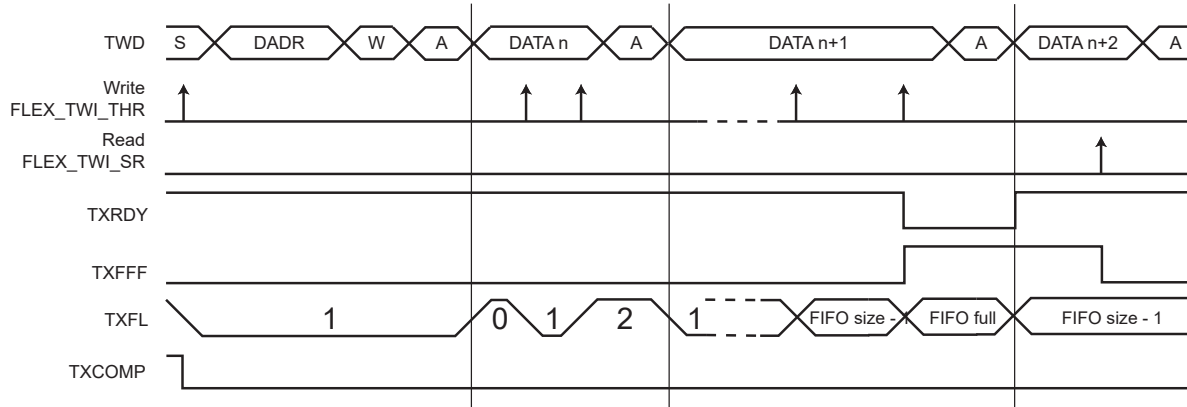 TWD S DADR W A DATA n A DATA n+1 A DATA n+2 A
Write
FLEX_TWI_THR
Read
FLEX_TWI_SR
TXRDY
TXFFF
TXFL 1 0 1 2 1 FIFO size - 1 FIFO full FIFO size - 1
TXCOMP